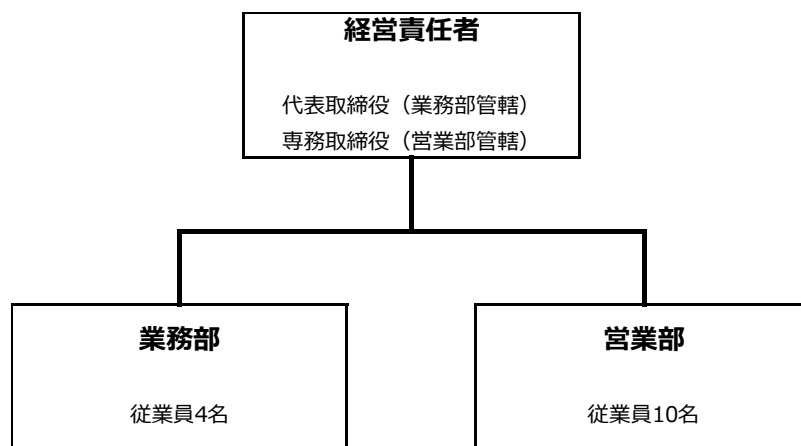 経営責任者
代表取締役（業務部管轄）
専務取締役（営業部管轄）
業務部
従業員4名
営業部
従業員10名